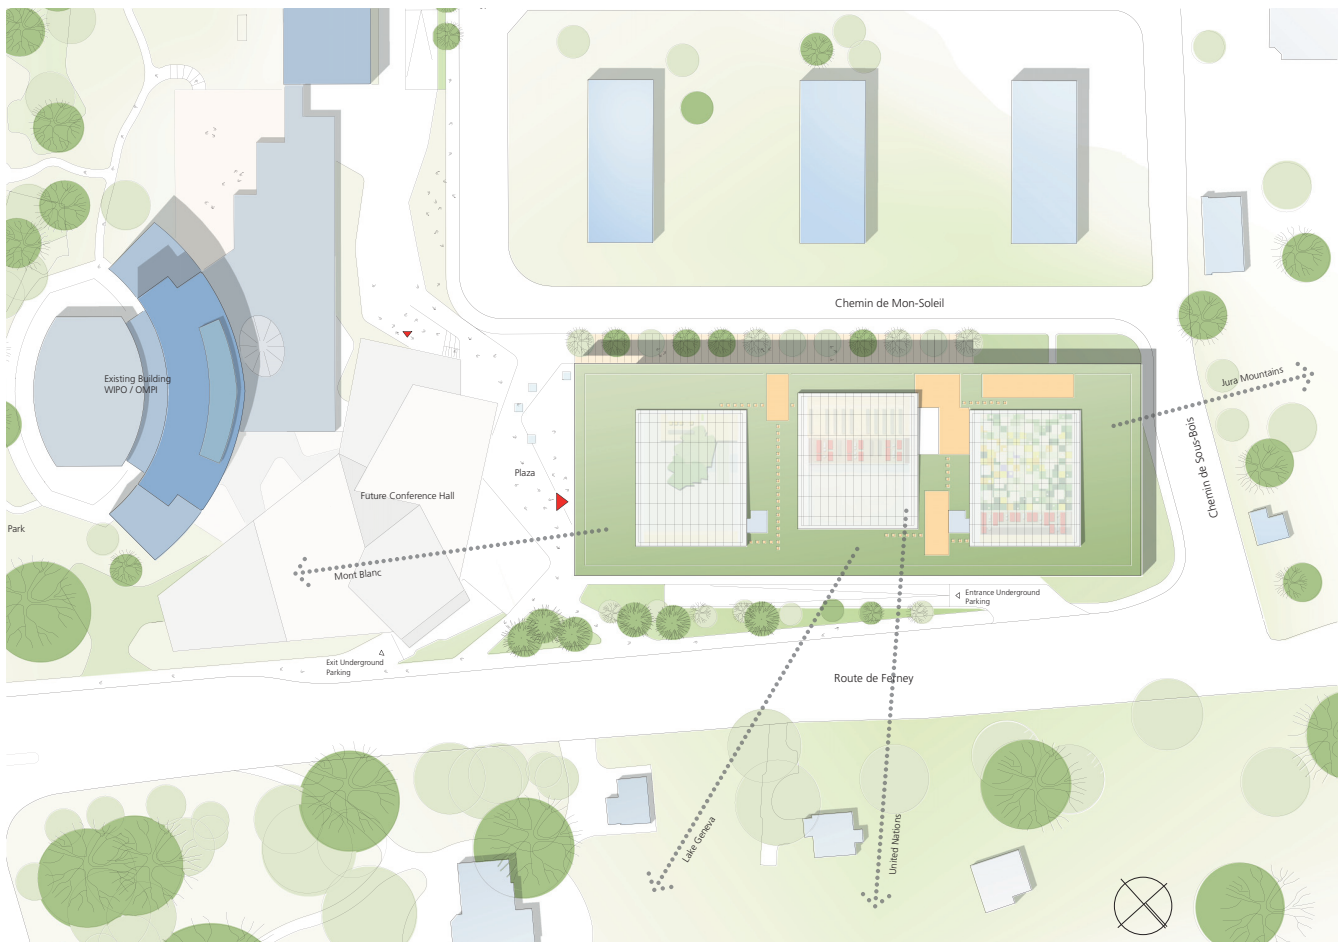 Chemin de Mon-Soleil
Jura Mountains
Existing Building
WIPO / OMPI
Chemin de Sous-Bois
Plaza
Future Conference Hall
Park
Mont Blanc
Entrance Underground
Parking
Exit Underground
Parking
Route de Ferney
Lake Geneva
United Nations